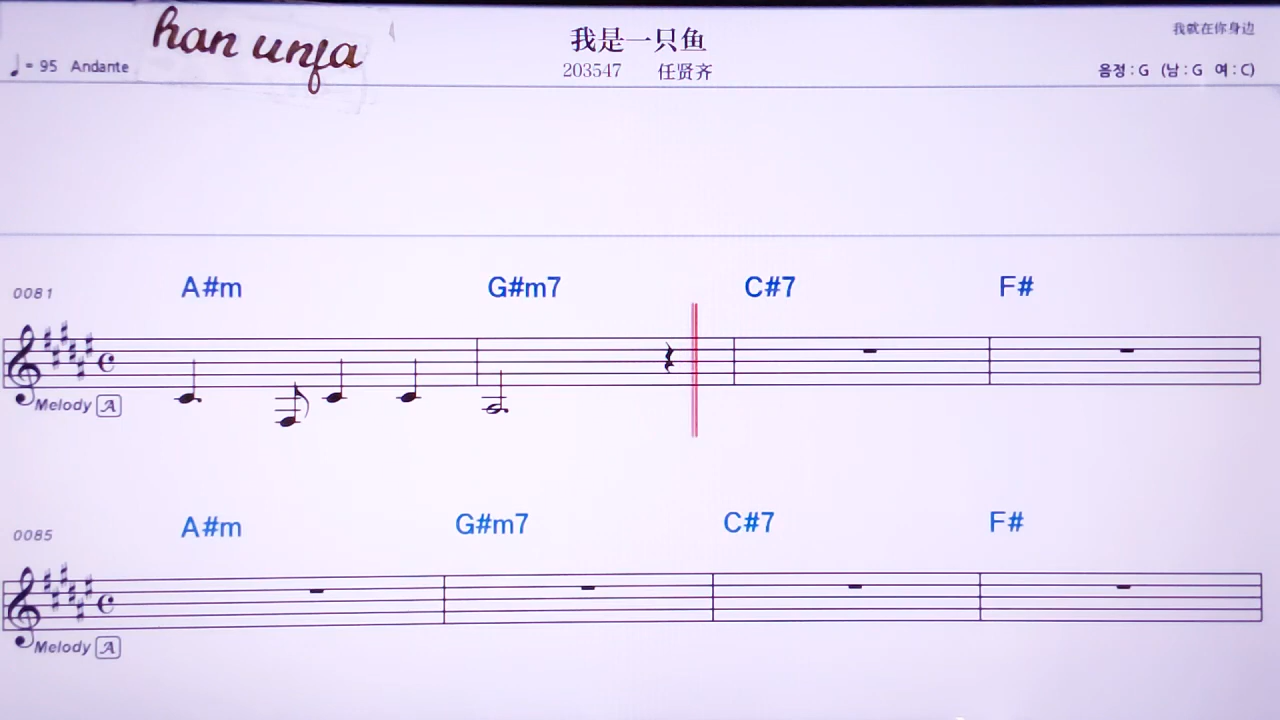 han unfa
我是一只鱼
我就在你身边
♩ = 95 Andante
203547 任贤齐
음정 : G (남 : G 여 : C)
A#m G#m7 C#7 F#
0081
Melody A
A#m G#m7 C#7 F#
0085
Melody A